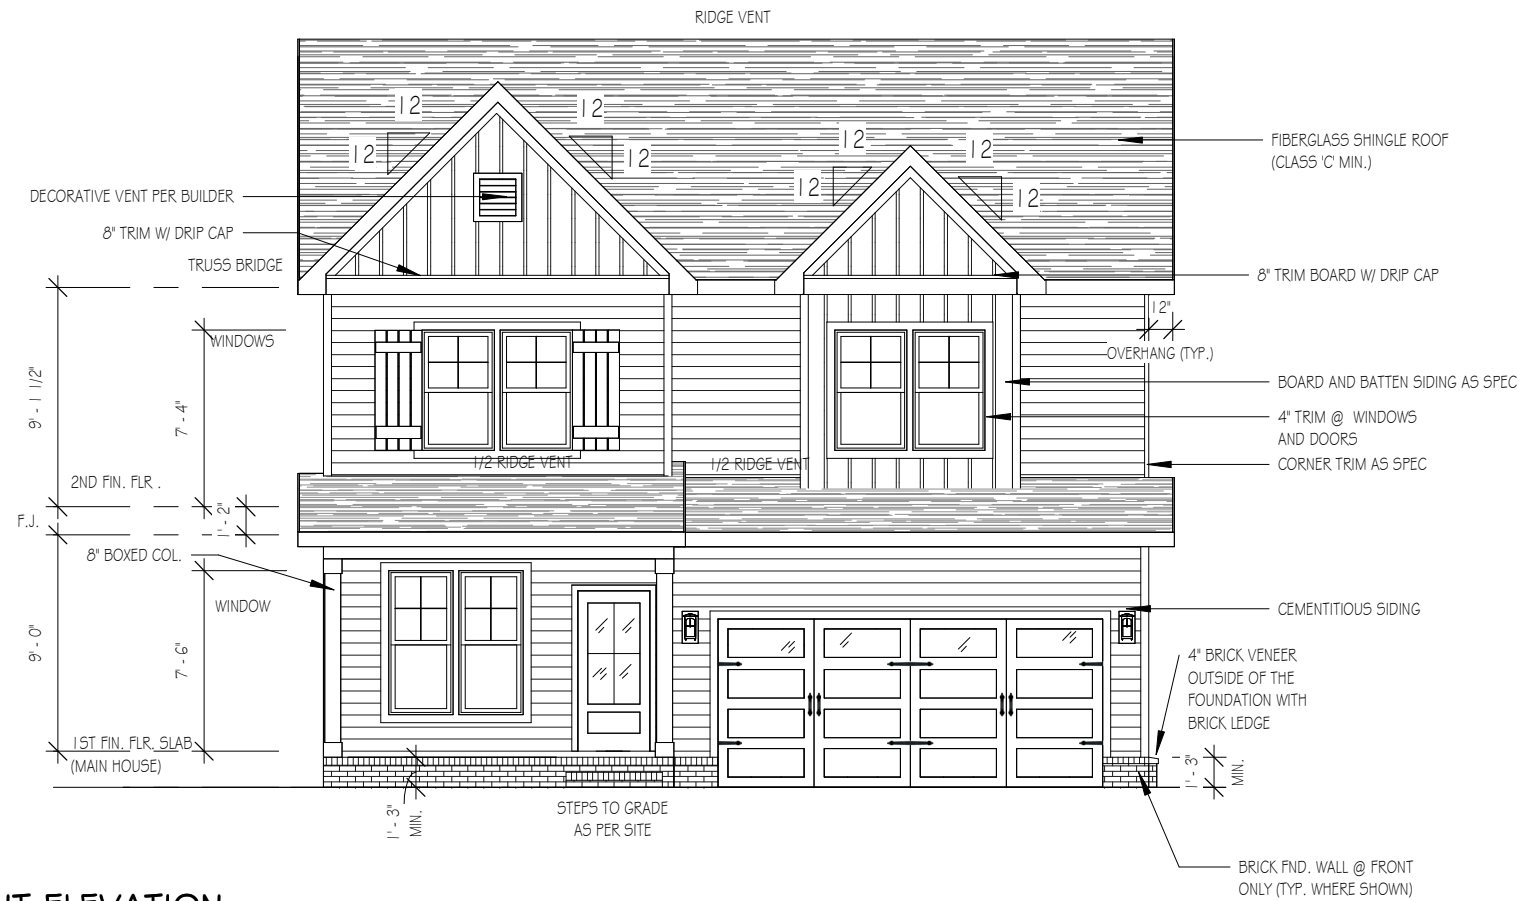 RIDGE VENT
12
12
12
12
12
12
12
12
FIBERGLASS SHINGLE ROOF
(CLASS 'C' MIN.)
DECORATIVE VENT PER BUILDER
8" TRIM W/ DRIP CAP
TRUSS BRIDGE
8" TRIM BOARD W/ DRIP CAP
12"
OVERHANG (TYP.)
WINDOWS
9' - 1 1/2"
7' - 4"
BOARD AND BATTEN SIDING AS SPEC
4" TRIM @ WINDOWS
AND DOORS
CORNER TRIM AS SPEC
1/2 RIDGE VENT
1/2 RIDGE VENT
2ND FIN. FLR .
F.J.
1' - 2"
8" BOXED COL.
WINDOW
9' - 0"
7' - 6"
CEMENTITIOUS SIDING
4" BRICK VENEER
OUTSIDE OF THE
FOUNDATION WITH
BRICK LEDGE
1ST FIN. FLR. SLAB
(MAIN HOUSE)
1' - 3"
MIN.
1' - 3"
MIN.
STEPS TO GRADE
AS PER SITE
BRICK FND. WALL @ FRONT
ONLY (TYP. WHERE SHOWN)
ELEVATION